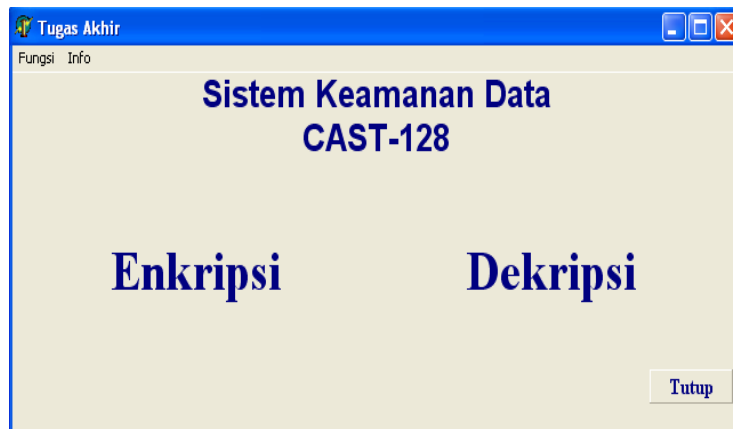 Tugas Akhir
Fungsi Info
Sistem Keamanan Data
CAST-128
Enkripsi Dekripsi
Tutup